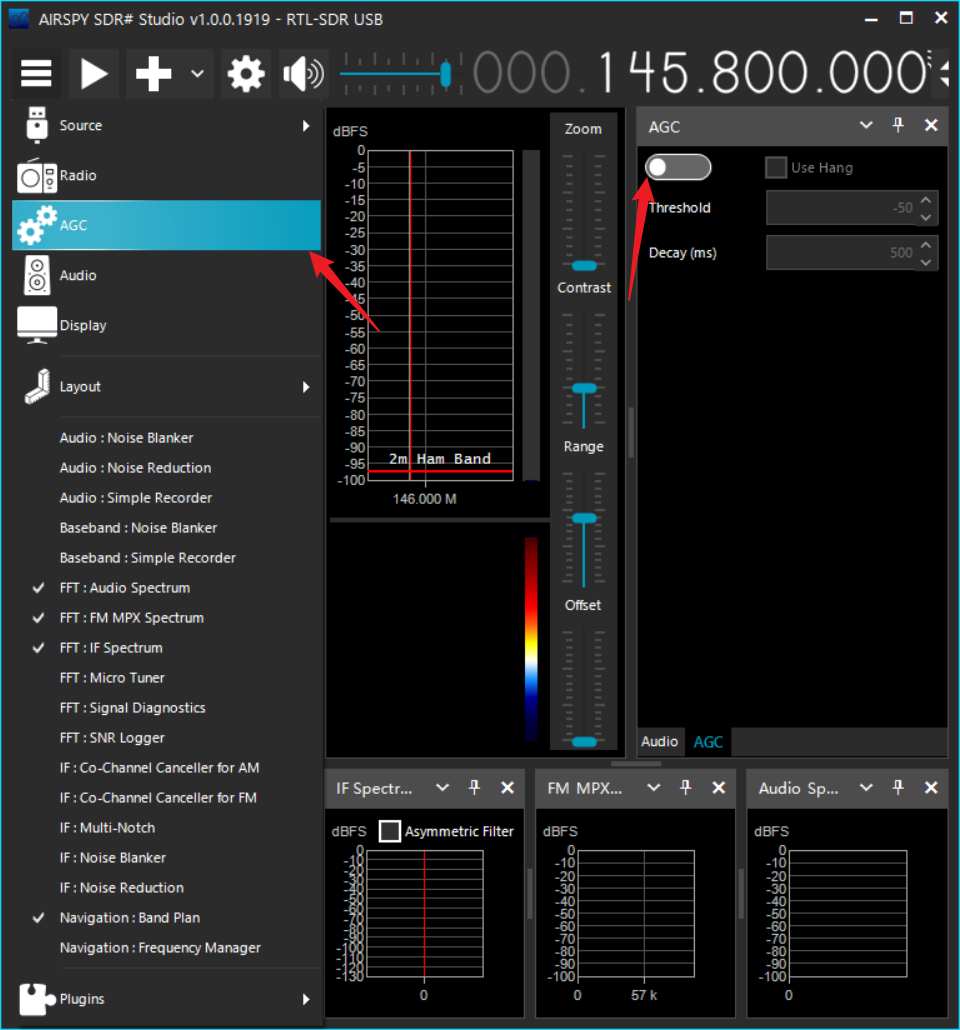 AIRSPY SDR# Studio v1.0.0.1919 - RTL-SDR USB
000.145.800.000
Source
Radio
AGC
Audio
Display
Layout
Audio : Noise Blanker
Audio : Noise Reduction
Audio : Simple Recorder
Baseband : Noise Blanker
Baseband : Simple Recorder
FFT : Audio Spectrum
FFT : FM MPX Spectrum
FFT : IF Spectrum
FFT : Micro Tuner
FFT : Signal Diagnostics
FFT : SNR Logger
IF : Co-Channel Canceller for AM
IF : Co-Channel Canceller for FM
IF : Multi-Notch
IF : Noise Blanker
IF : Noise Reduction
Navigation : Band Plan
Navigation : Frequency Manager
Plugins
dBFS
0
-5
-10
-15
-20
-25
-30
-35
-40
-45
-50
-55
-60
-65
-70
-75
-80
-85
-90
-95
-100
2m Ham Band
146.000 M
Zoom
Contrast
Range
Offset
AGC
Use Hang
Threshold
-50
Decay (ms)
500
Audio AGC
IF Spectr...
dBFS
Asymmetric Filter
0
-10
-20
-30
-40
-50
-60
-70
-80
-90
-100
-110
-120
-130
0
FM MPX...
dBFS
0
-10
-20
-30
-40
-50
-60
-70
-80
-90
-100
0 57 k
Audio Sp...
dBFS
0
-10
-20
-30
-40
-50
-60
-70
-80
-90
-100
0